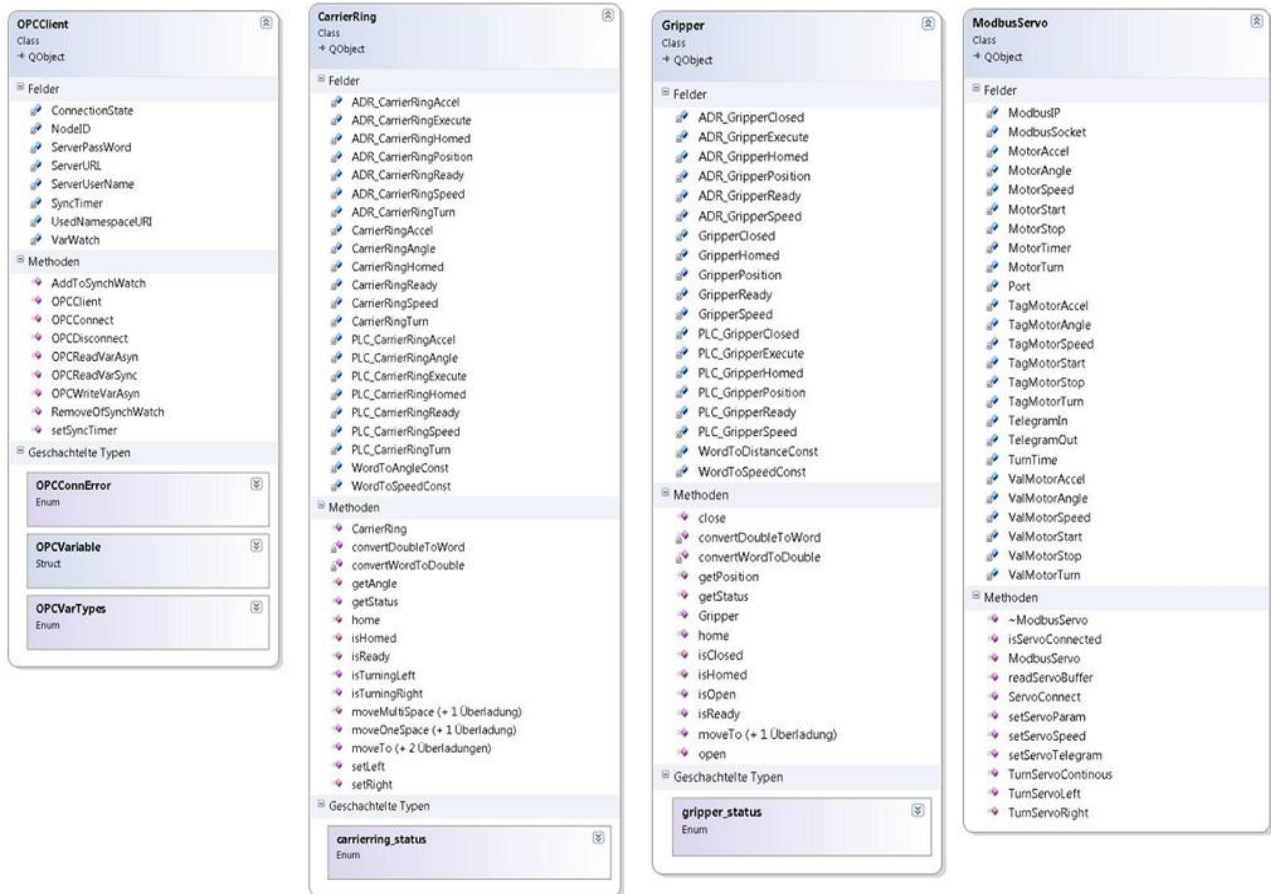 OPCClient
Class
QObject
Felder
ConnectionState
NodeID
ServerPassWord
ServerURL
ServerUserName
SyncTimer
UsedNamespaceURI
VarWatch
Methoden
AddToSynchWatch
OPCClient
OPCConnect
OPCDisconnect
OPCReadVarAsyn
OPCReadVarSync
OPCWriteVarAsyn
RemoveOfSynchWatch
setSyncTimer
Geschachtelte Typen
OPCConnError
Enum
OPCVariable
Struct
OPCVarTypes
Enum
CarrierRing
Class
QObject
Felder
ADR_CarrierRingAccel
ADR_CarrierRingExecute
ADR_CarrierRingHomed
ADR_CarrierRingPosition
ADR_CarrierRingReady
ADR_CarrierRingSpeed
ADR_CarrierRingTurn
CarrierRingAccel
CarrierRingAngle
CarrierRingHomed
CarrierRingReady
CarrierRingSpeed
CarrierRingTurn
PLC_CarrierRingAccel
PLC_CarrierRingAngle
PLC_CarrierRingExecute
PLC_CarrierRingHomed
PLC_CarrierRingReady
PLC_CarrierRingSpeed
PLC_CarrierRingTurn
WordToAngleConst
WordToSpeedConst
Methoden
CarrierRing
convertDoubleToWord
convertWordToDouble
getAngle
getStatus
home
isHomed
isReady
isTurningLeft
isTurningRight
moveMultiSpace (+ 1 Überladung)
moveOneSpace (+ 1 Überladung)
moveTo (+ 2 Überladungen)
setLeft
setRight
Geschachtelte Typen
carrierring_status
Enum
Gripper
Class
QObject
Felder
ADR_GripperClosed
ADR_GripperExecute
ADR_GripperHomed
ADR_GripperPosition
ADR_GripperReady
ADR_GripperSpeed
GripperClosed
GripperHomed
GripperPosition
GripperReady
GripperSpeed
PLC_GripperClosed
PLC_GripperExecute
PLC_GripperHomed
PLC_GripperPosition
PLC_GripperReady
PLC_GripperSpeed
WordToDistanceConst
WordToSpeedConst
Methoden
close
convertDoubleToWord
convertWordToDouble
getPosition
getStatus
Gripper
home
isClosed
isHomed
isOpen
isReady
moveTo (+ 1 Überladung)
open
Geschachtelte Typen
gripper_status
Enum
ModbusServo
Class
QObject
Felder
ModbusIP
ModbusSocket
MotorAccel
MotorAngle
MotorSpeed
MotorStart
MotorStop
MotorTimer
MotorTurn
Port
TagMotorAccel
TagMotorAngle
TagMotorSpeed
TagMotorStart
TagMotorStop
TagMotorTurn
TelegramIn
TelegramOut
TurnTime
ValMotorAccel
ValMotorAngle
ValMotorSpeed
ValMotorStart
ValMotorStop
ValMotorTurn
Methoden
~ModbusServo
isServoConnected
ModbusServo
readServoBuffer
ServoConnect
setServoParam
setServoSpeed
setServoTelegram
TurnServoContinous
TurnServoLeft
TurnServoRight